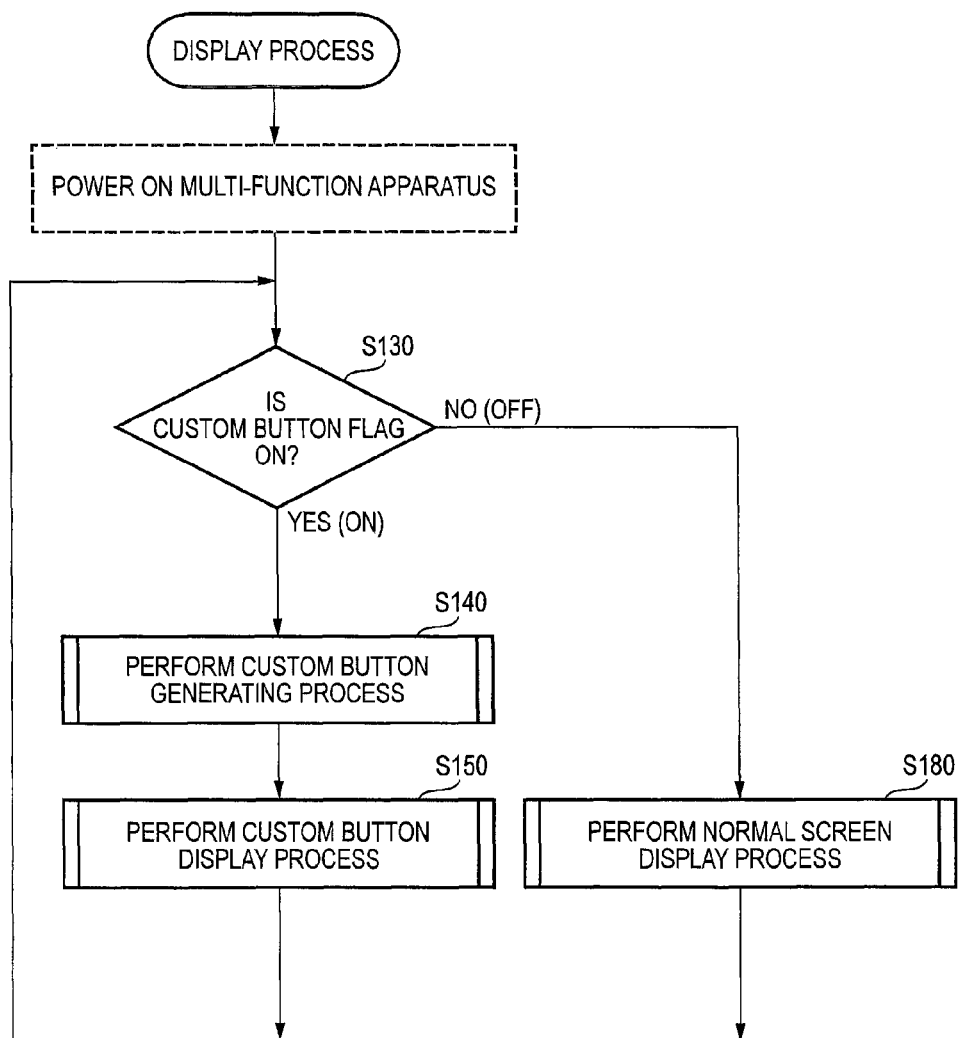 DISPLAY PROCESS
POWER ON MULTI-FUNCTION APPARATUS
S130
IS
CUSTOM BUTTON FLAG
ON?
NO (OFF)
YES (ON)
S140
PERFORM CUSTOM BUTTON
GENERATING PROCESS
S150
PERFORM CUSTOM BUTTON
DISPLAY PROCESS
S180
PERFORM NORMAL SCREEN
DISPLAY PROCESS